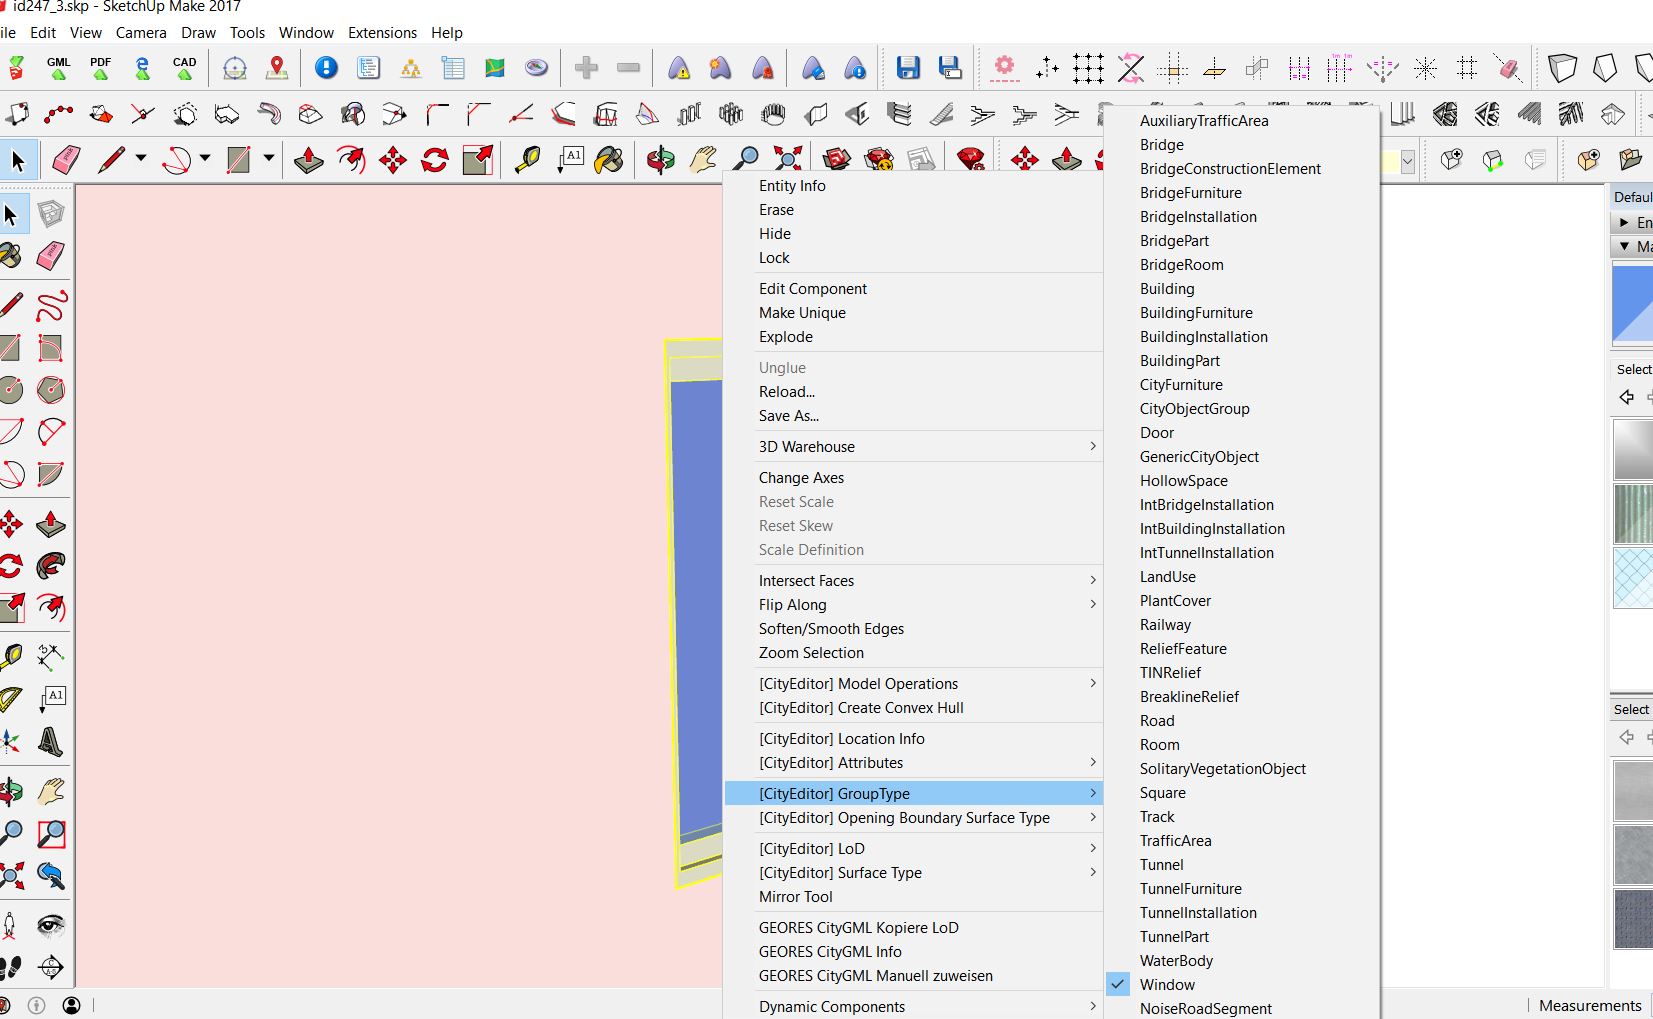 id247_3.skp - SketchUp Make 2017
ile Edit View Camera Draw Tools Window Extensions Help
GML PDF CAD
A1
Entity Info
Erase
Hide
Lock
Edit Component
Make Unique
Explode
Unglue
Reload...
Save As...
3D Warehouse
Change Axes
Reset Scale
Reset Skew
Scale Definition
Intersect Faces
Flip Along
Soften/Smooth Edges
Zoom Selection
[CityEditor] Model Operations
[CityEditor] Create Convex Hull
[CityEditor] Location Info
[CityEditor] Attributes
[CityEditor] GroupType
[CityEditor] Opening Boundary Surface Type
[CityEditor] LoD
[CityEditor] Surface Type
Mirror Tool
GEORES CityGML Kopiere LoD
GEORES CityGML Info
GEORES CityGML Manuell zuweisen
Dynamic Components
AuxiliaryTrafficArea
Bridge
BridgeConstructionElement
BridgeFurniture
BridgeInstallation
BridgePart
BridgeRoom
Building
BuildingFurniture
BuildingInstallation
BuildingPart
CityFurniture
CityObjectGroup
Door
GenericCityObject
HollowSpace
IntBridgeInstallation
IntBuildingInstallation
IntTunnelInstallation
LandUse
PlantCover
Railway
ReliefFeature
TINRelief
BreaklineRelief
Road
Room
SolitaryVegetationObject
Square
Track
TrafficArea
Tunnel
TunnelFurniture
TunnelInstallation
TunnelPart
WaterBody
Window
NoiseRoadSegment
Defaul
En
Ma
Select
Select
A1
Measurements